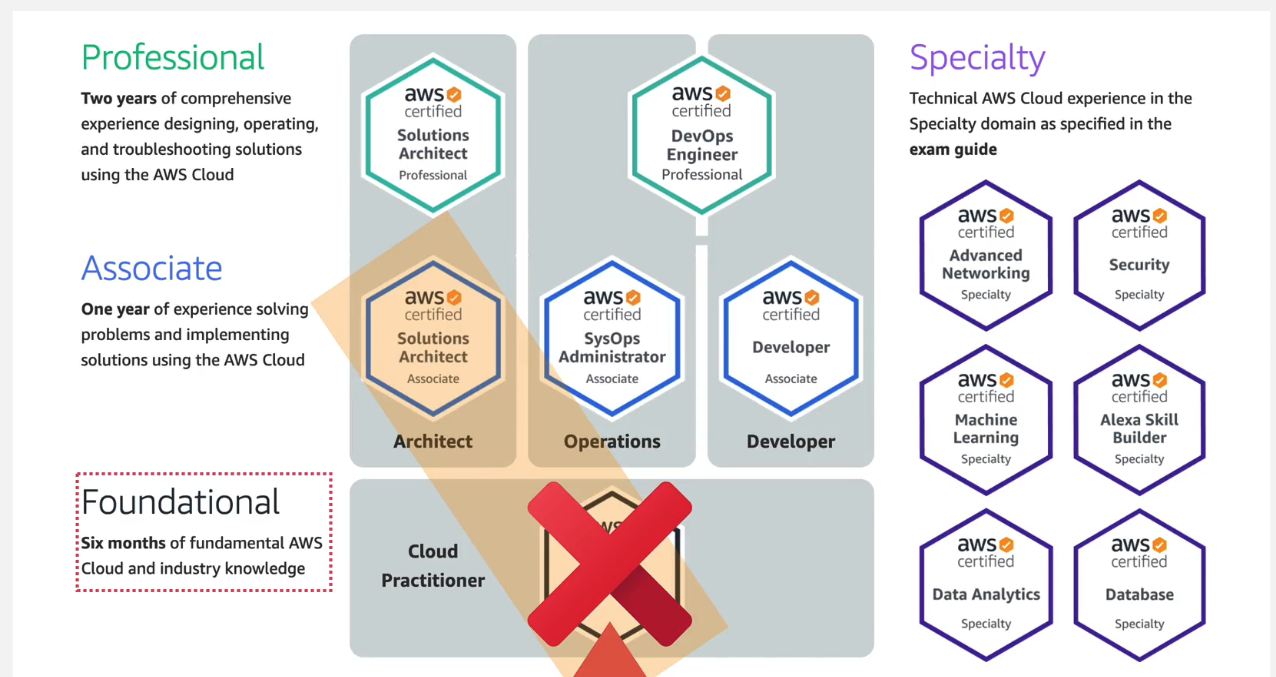 Professional
Two years of comprehensive
experience designing, operating,
and troubleshooting solutions
using the AWS Cloud
aws
certified
Solutions
Architect
Professional
aws
certified
DevOps
Engineer
Professional
Associate
One year of experience solving
problems and implementing
solutions using the AWS Cloud
aws
certified
Solutions
Architect
Associate
aws
certified
SysOps
Administrator
Associate
aws
certified
Developer
Associate
Architect
Operations
Developer
Foundational
Six months of fundamental AWS
Cloud and industry knowledge
Cloud
Practitioner
Specialty
Technical AWS Cloud experience in the
Specialty domain as specified in the
exam guide
aws
certified
Advanced
Networking
Specialty
aws
certified
Security
Specialty
aws
certified
Machine
Learning
Specialty
aws
certified
Alexa Skill
Builder
Specialty
aws
certified
Data Analytics
Specialty
aws
certified
Database
Specialty